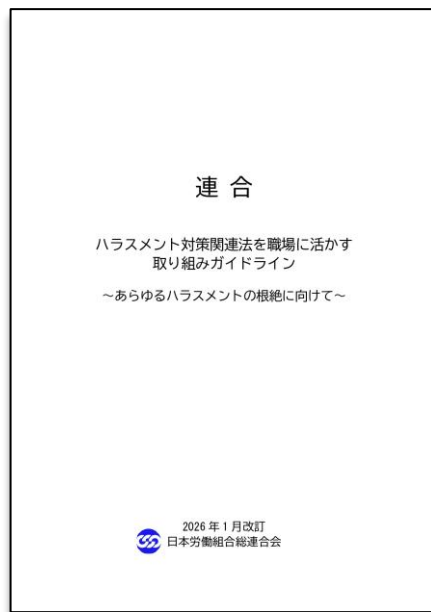 連 合
ハラスメント対策関連法を職場に活かす
取り組みガイドライン
～あらゆるハラスメントの根絶に向けて～
2026 年 1 月改訂
日本労働組合総連合会